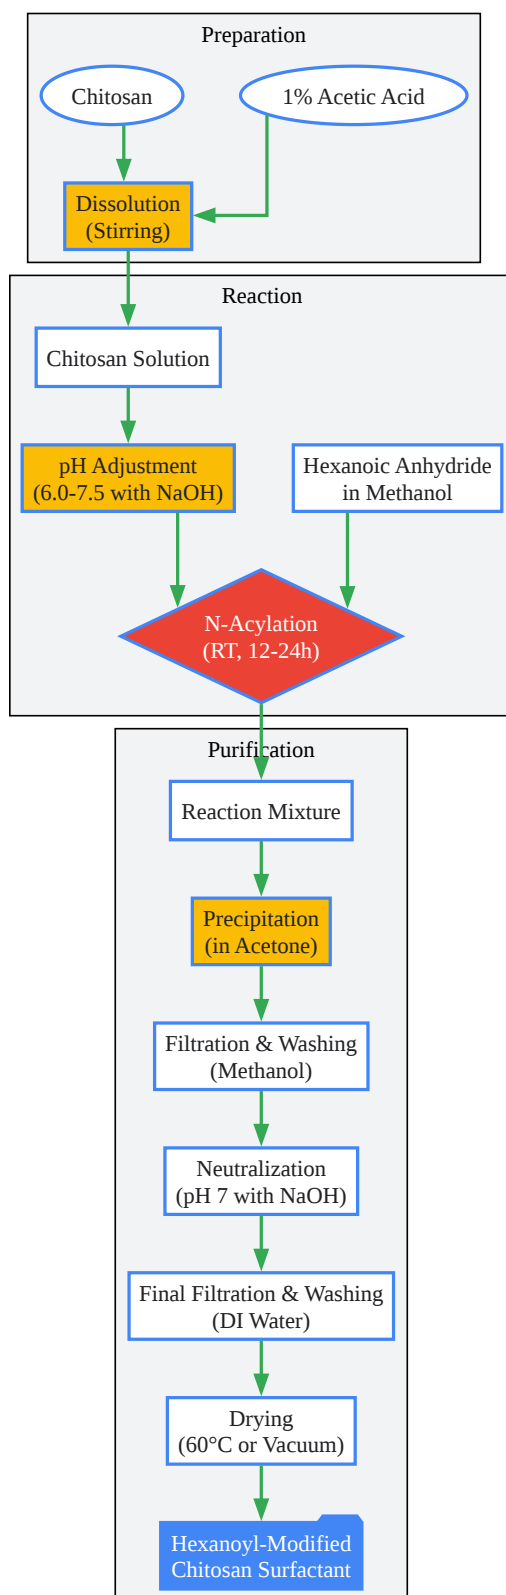 Preparation
Chitosan
1% Acetic Acid
Dissolution
(Stirring)
Reaction
Chitosan Solution
pH Adjustment
(6.0-7.5 with NaOH)
Hexanoic Anhydride
in Methanol
N-Acylation
(RT, 12-24h)
Purification
Reaction Mixture
Precipitation
(in Acetone)
Filtration & Washing
(Methanol)
Neutralization
(pH 7 with NaOH)
Final Filtration & Washing
(DI Water)
Drying
(60°C or Vacuum)
Hexanoyl-Modified
Chitosan Surfactant